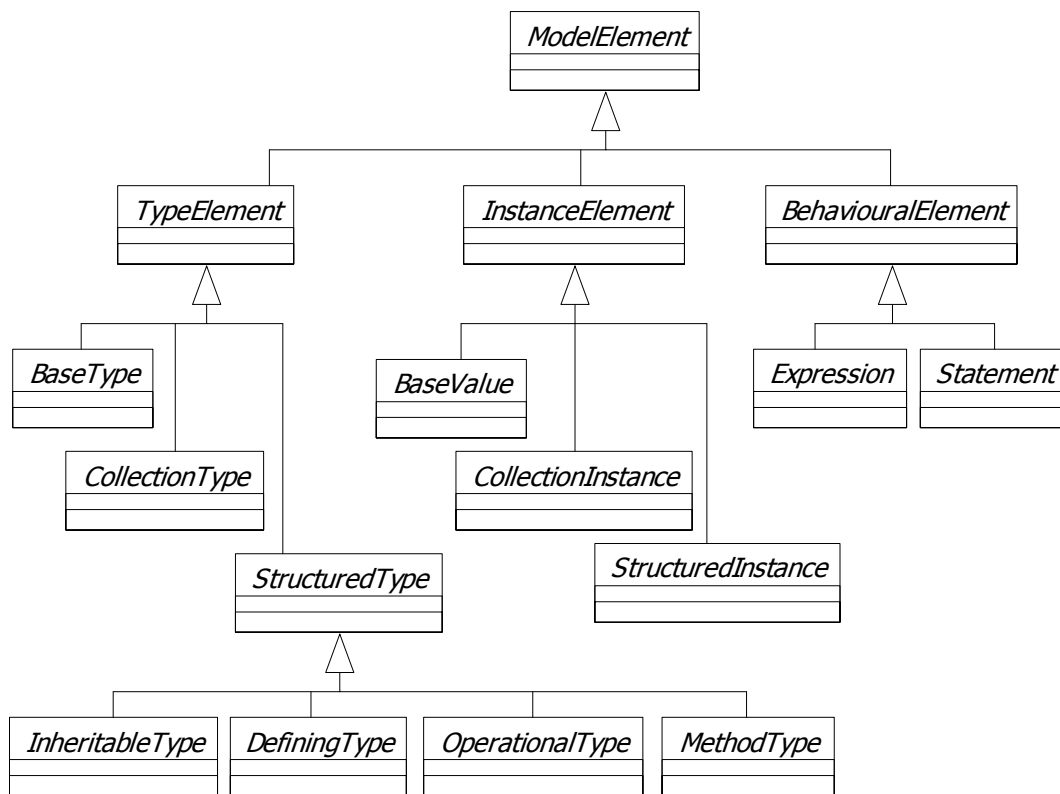 ModelElement
TypeElement
InstanceElement
BehaviouralElement
BaseType
BaseValue
Expression
Statement
CollectionType
CollectionInstance
StructuredType
StructuredInstance
InheritableType
DefiningType
OperationalType
MethodType